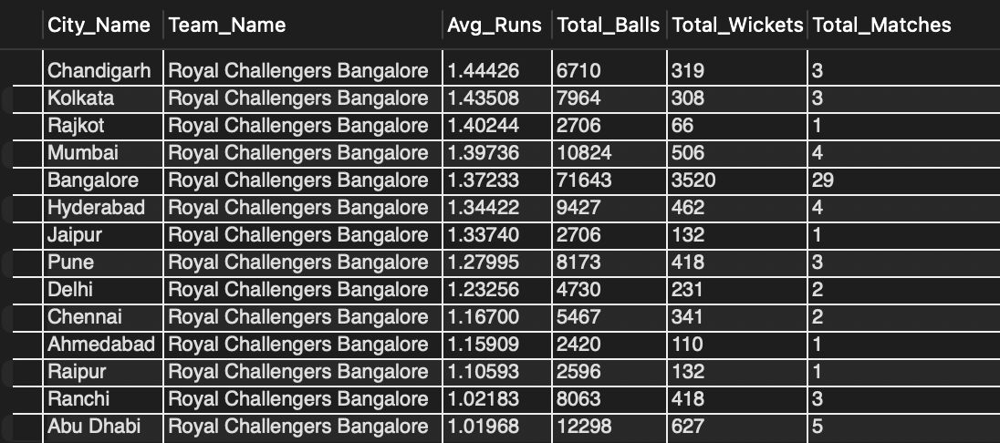 City_Name Team_Name Avg_Runs Total_Balls Total_Wickets Total_Matches
Chandigarh Royal Challengers Bangalore 1.44426 6710 319 3
Kolkata Royal Challengers Bangalore 1.43508 7964 308 3
Rajkot Royal Challengers Bangalore 1.40244 2706 66 1
Mumbai Royal Challengers Bangalore 1.39736 10824 506 4
Bangalore Royal Challengers Bangalore 1.37233 71643 3520 29
Hyderabad Royal Challengers Bangalore 1.34422 9427 462 4
Jaipur Royal Challengers Bangalore 1.33740 2706 132 1
Pune Royal Challengers Bangalore 1.27995 8173 418 3
Delhi Royal Challengers Bangalore 1.23256 4730 231 2
Chennai Royal Challengers Bangalore 1.16700 5467 341 2
Ahmedabad Royal Challengers Bangalore 1.15909 2420 110 1
Raipur Royal Challengers Bangalore 1.10593 2596 132 1
Ranchi Royal Challengers Bangalore 1.02183 8063 418 3
Abu Dhabi Royal Challengers Bangalore 1.01968 12298 627 5